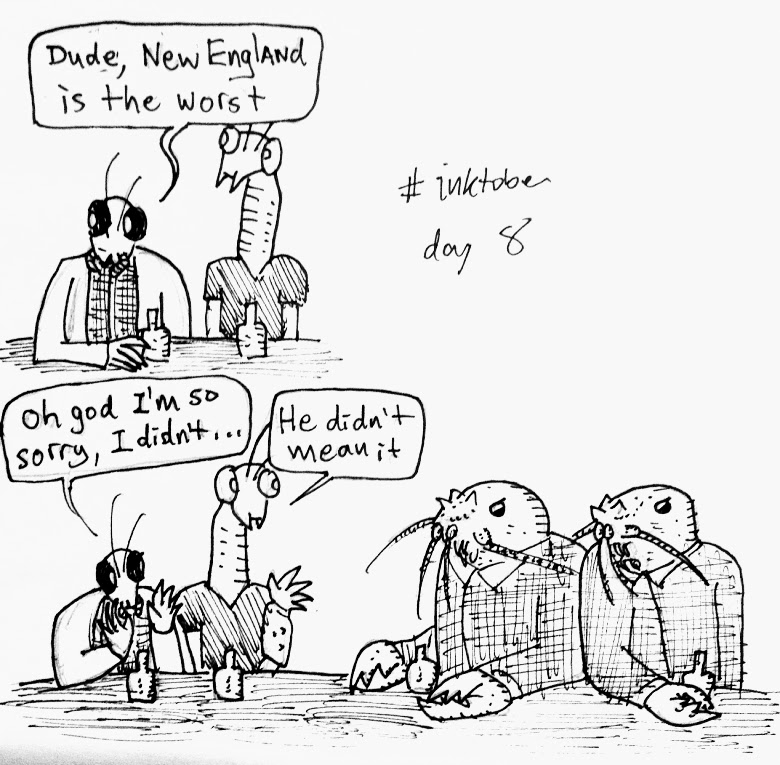 Dude, New England
is the worst
# inktober
day 8
Oh god I'm so
sorry, I didn't...
He didn't
mean it